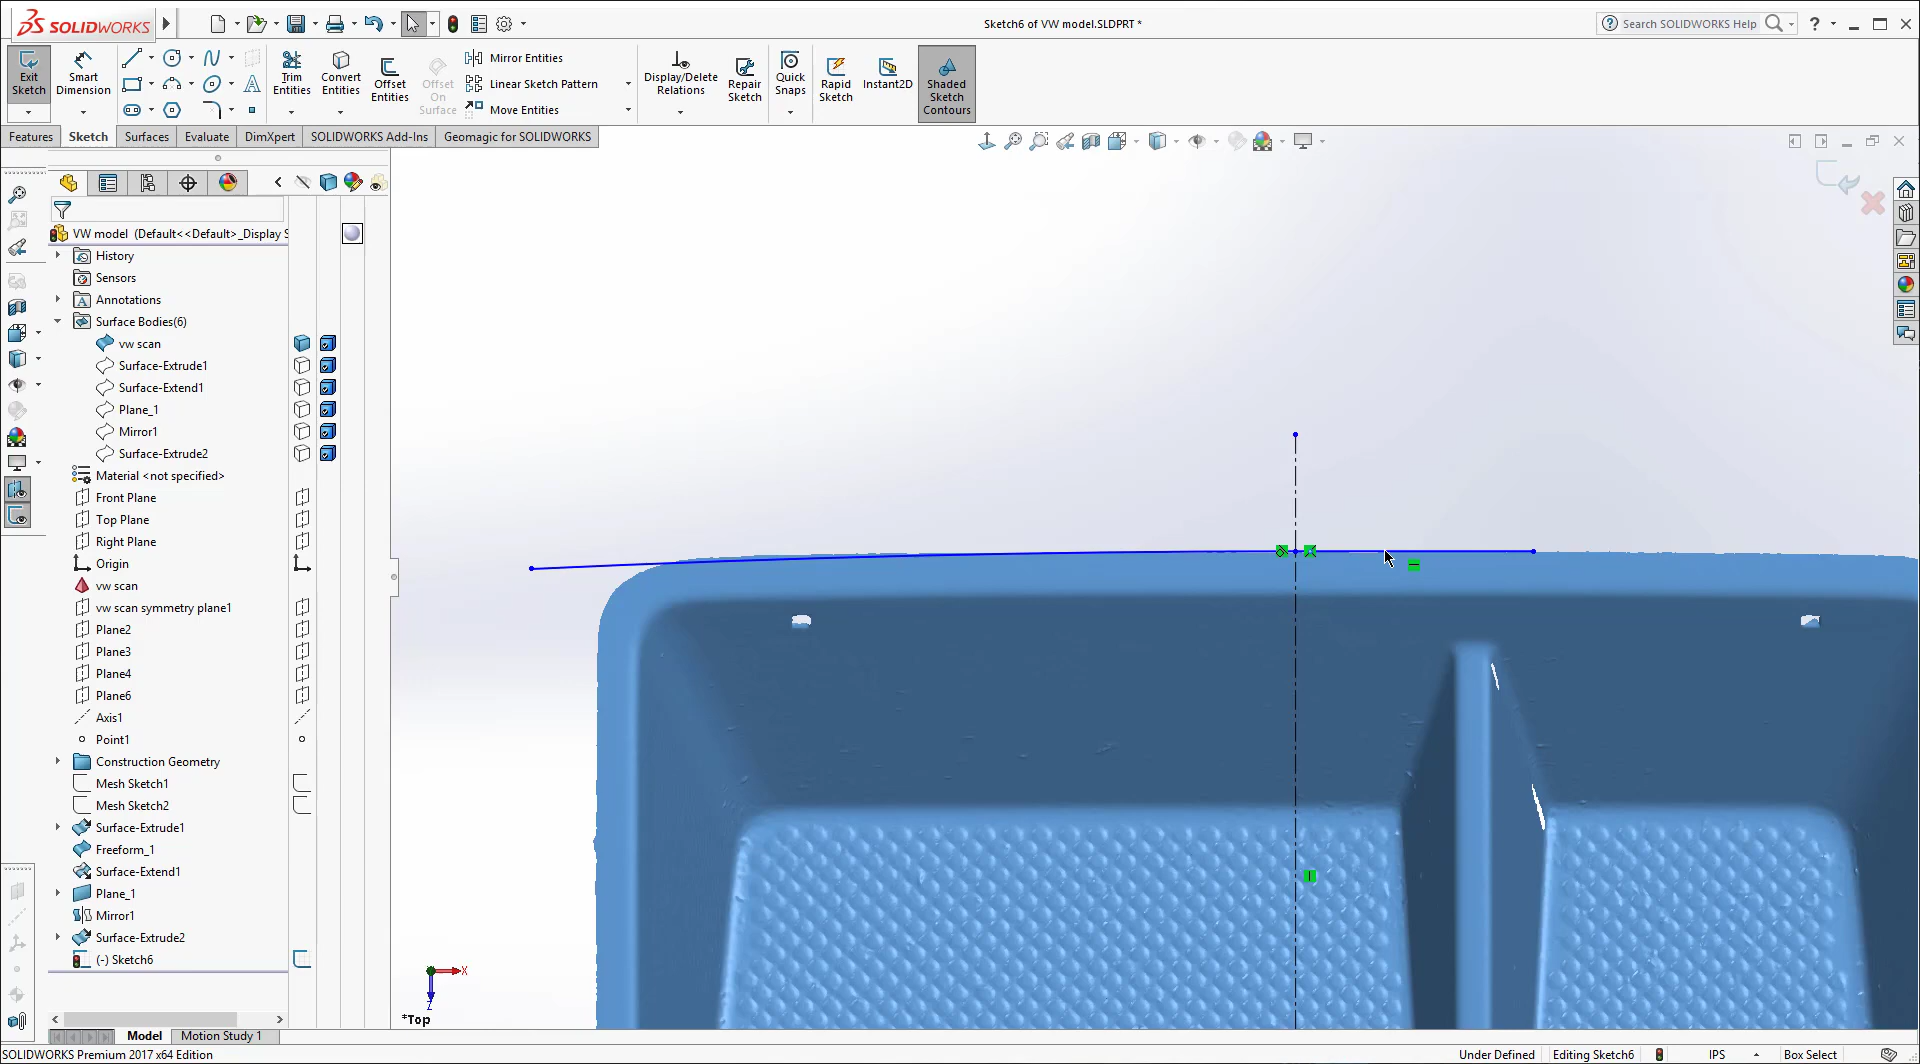 SOLIDWORKS
Sketch6 of VW model.SLDPRT *
Search SOLIDWORKS Help
Exit Sketch
Smart Dimension
Trim Entities
Convert Entities
Offset Entities
Offset On Surface
Mirror Entities
Linear Sketch Pattern
Move Entities
Display/Delete Relations
Repair Sketch
Quick Snaps
Rapid Sketch
Instant2D
Shaded Sketch Contours
Features
Sketch
Surfaces
Evaluate
DimXpert
SOLIDWORKS Add-Ins
Geomagic for SOLIDWORKS
VW model (Default<<Default>_Display S
History
Sensors
Annotations
Surface Bodies(6)
vw scan
Surface-Extrude1
Surface-Extend1
Plane_1
Mirror1
Surface-Extrude2
Material <not specified>
Front Plane
Top Plane
Right Plane
Origin
vw scan
vw scan symmetry plane1
Plane2
Plane3
Plane4
Plane6
Axis1
Point1
Construction Geometry
Mesh Sketch1
Mesh Sketch2
Surface-Extrude1
Freeform_1
Surface-Extend1
Plane_1
Mirror1
Surface-Extrude2
(-) Sketch6
X
Z
*Top
Model
Motion Study 1
SOLIDWORKS Premium 2017 x64 Edition
Under Defined
Editing Sketch6
IPS
Box Select